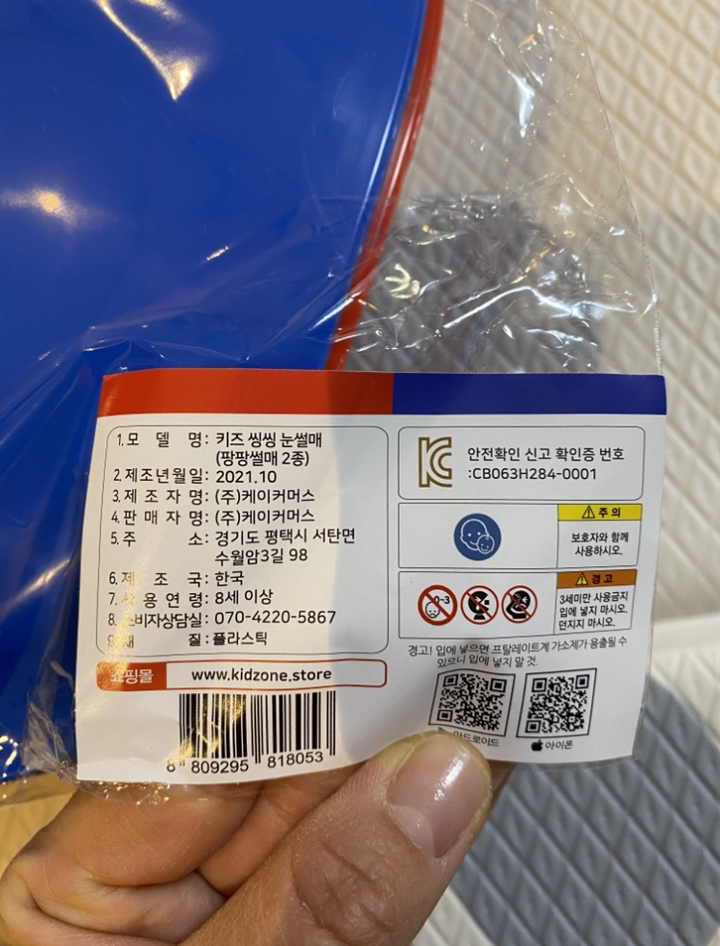 1. 모 델 명 : 키즈 씽씽 눈썰매
(팡팡썰매 2종)
2. 제조년월일 : 2021.10
3. 제 조 자 명 : (주)케이커머스
4. 판 매 자 명 : (주)케이커머스
5. 주 소 : 경기도 평택시 서탄면
수월암3길 98
6. 제 조 국 : 한국
7. 사 용 연 령 : 8세 이상
8. 소비자상담실 : 070-4220-5867
질 : 플라스틱
쇼핑몰 www.kidzone.store
8 809295 818053
KC
안전확인 신고 확인증 번호
:CB063H284-0001
주 의
보호자와 함께
사용하시오.
0-3
경 고
3세미만 사용금지
입에 넣지 마시오.
던지지 마시오.
경고! 입에 넣으면 프탈레이트계 가소제가 용출될 수
있으니 입에 넣지 말 것.
안드로이드
아이폰